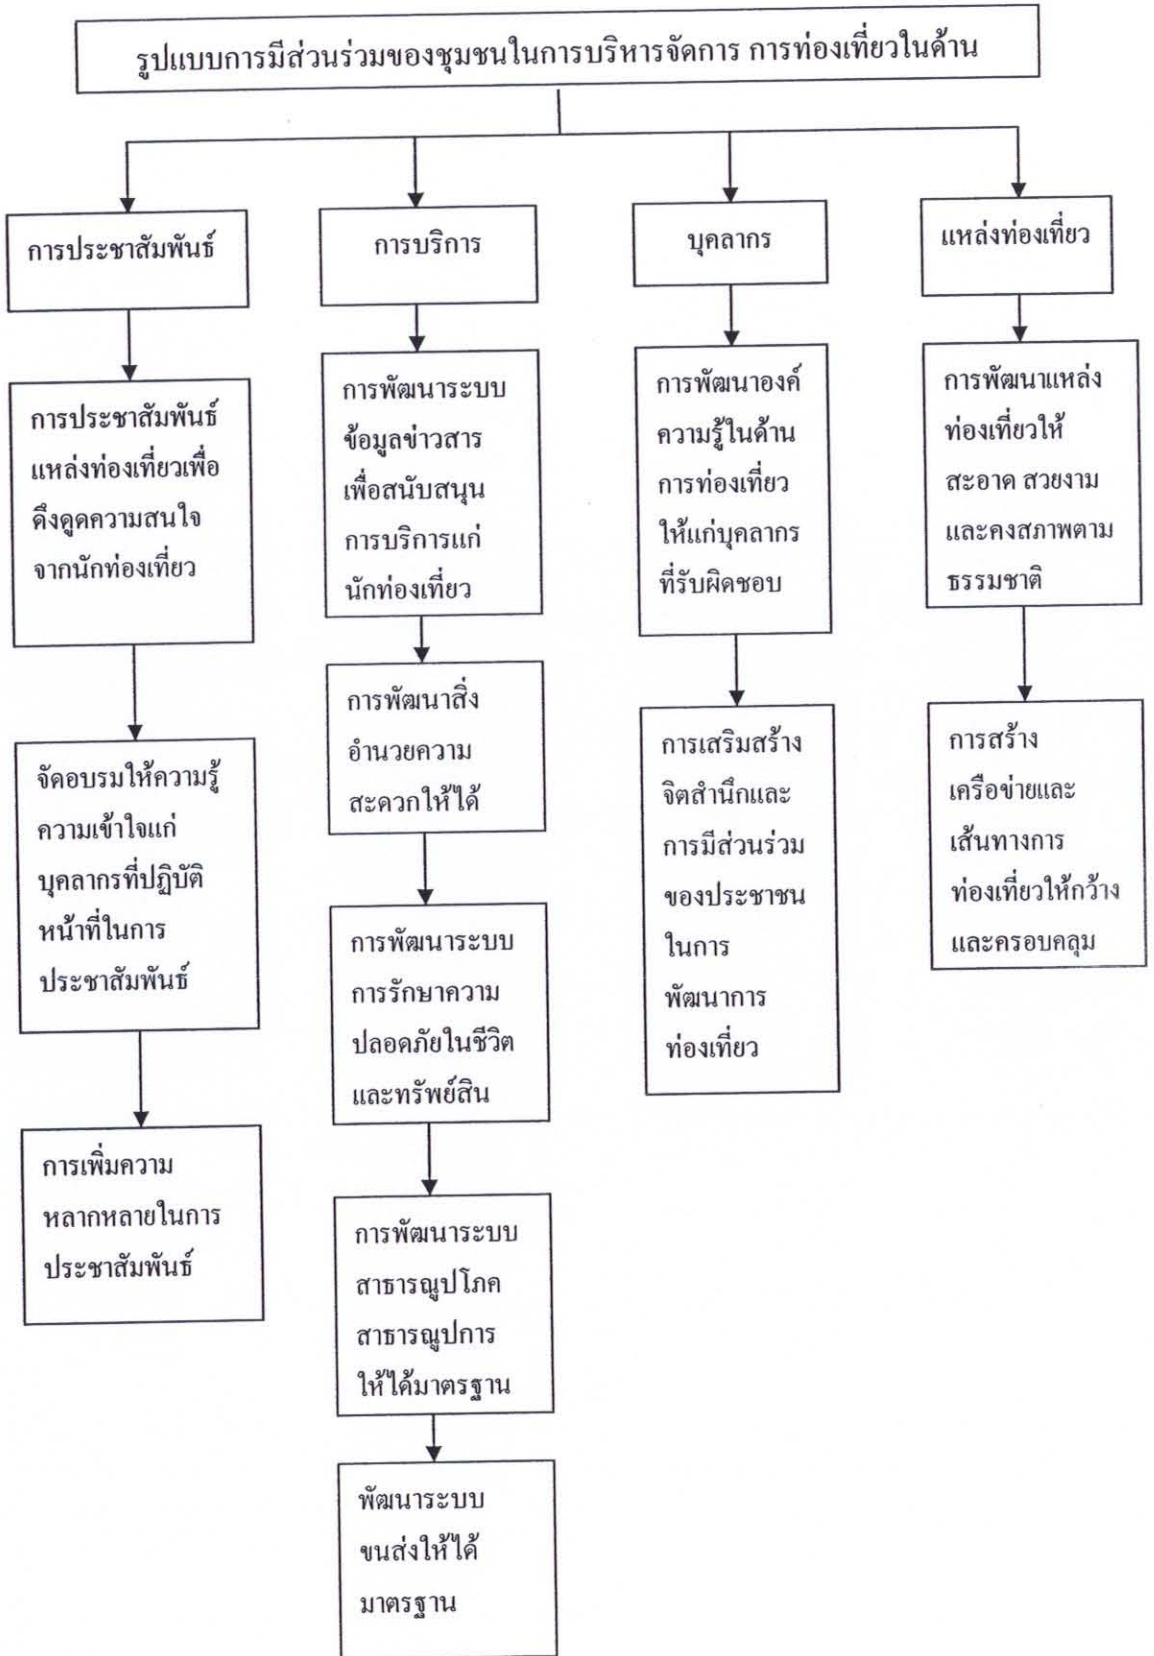 รูปแบบการมีส่วนร่วมของชุมชนในการบริหารจัดการ การท่องเที่ยวในด้าน
การประชาสัมพันธ์
การประชาสัมพันธ์
แหล่งท่องเที่ยวเพื่อ
ดึงดูดความสนใจ
จากนักท่องเที่ยว
จัดอบรมให้ความรู้
ความเข้าใจแก่
บุคลากรที่ปฏิบัติ
หน้าที่ในการ
ประชาสัมพันธ์
การเพิ่มความ
หลากหลายในการ
ประชาสัมพันธ์
การบริการ
การพัฒนาระบบ
ข้อมูลข่าวสาร
เพื่อสนับสนุน
การบริการแก่
นักท่องเที่ยว
การพัฒนาสิ่ง
อำนวยความ
สะดวกให้ได้
การพัฒนาระบบ
การรักษาความ
ปลอดภัยในชีวิต
และทรัพย์สิน
การพัฒนาระบบ
สาธารณูปโภค
สาธารณูปการ
ให้ได้มาตรฐาน
พัฒนาระบบ
ขนส่งให้ได้
มาตรฐาน
บุคลากร
การพัฒนาองค์
ความรู้ในด้าน
การท่องเที่ยว
ให้แก่บุคลากร
ที่รับผิดชอบ
การเสริมสร้าง
จิตสำนึกและ
การมีส่วนร่วม
ของประชาชน
ในการ
พัฒนาการ
ท่องเที่ยว
แหล่งท่องเที่ยว
การพัฒนาแหล่ง
ท่องเที่ยวให้
สะอาด สวยงาม
และคงสภาพตาม
ธรรมชาติ
การสร้าง
เครือข่ายและ
เส้นทางการ
ท่องเที่ยวให้กว้าง
และครอบคลุม